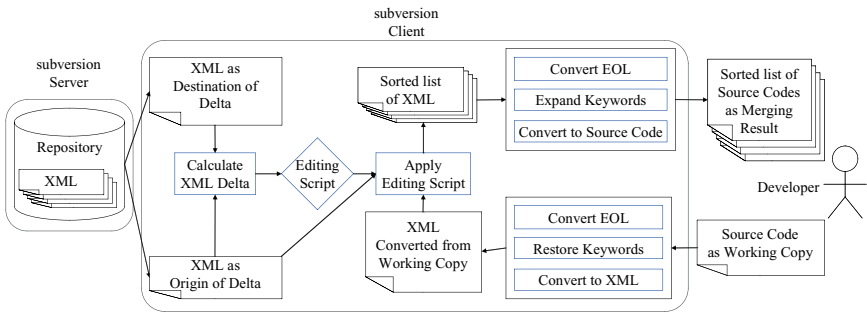 subversion
Client
subversion
Server
Repository
XML
XML as
Destination of
Delta
Calculate
XML Delta
XML as
Origin of Delta
Editing
Script
Sorted list
of XML
Apply
Editing Script
XML
Converted from
Working Copy
Convert EOL
Expand Keywords
Convert to Source Code
Convert EOL
Restore Keywords
Convert to XML
Sorted list of
Source Codes
as Merging
Result
Developer
Source Code
as Working Copy